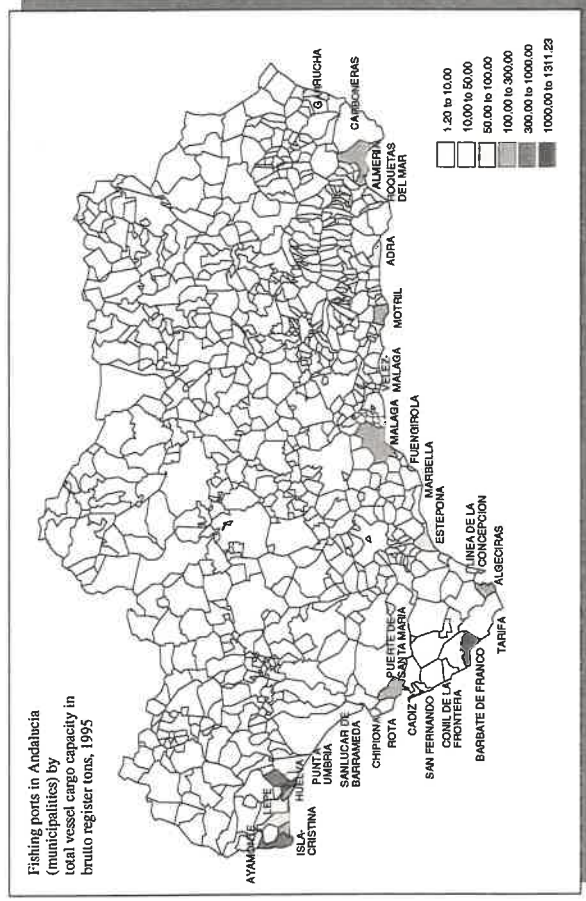 Fishing ports in Andalucia
(municipalities) by
total vessel cargo capacity in
brutto register tons, 1995
AYAMONTE
ISLA-
CRISTINA
LEPE
HUELVA
PUNTA
UMBRIA
SANLUCAR DE
BARRAMEDA
CHIPIONA
ROTA
PUERTE DE
SANTA MARIA
CADIZ
SAN FERNANDO
CONIL DE LA
FRONTERA
BARBATE DE FRANCO
TARIFA
ALGECIRAS
LINEA DE LA
CONCEPCION
ESTEPONA
MARBELLA
FUENGIROLA
MALAGA
VELEZ-
MALAGA
MOTRIL
ADRA
ROQUETAS
DEL MAR
ALMERIA
CARBONERAS
GARRUCHA
1.20 to 10.00
10.00 to 50.00
50.00 to 100.00
100.00 to 300.00
300.00 to 1000.00
1000.00 to 1311.23